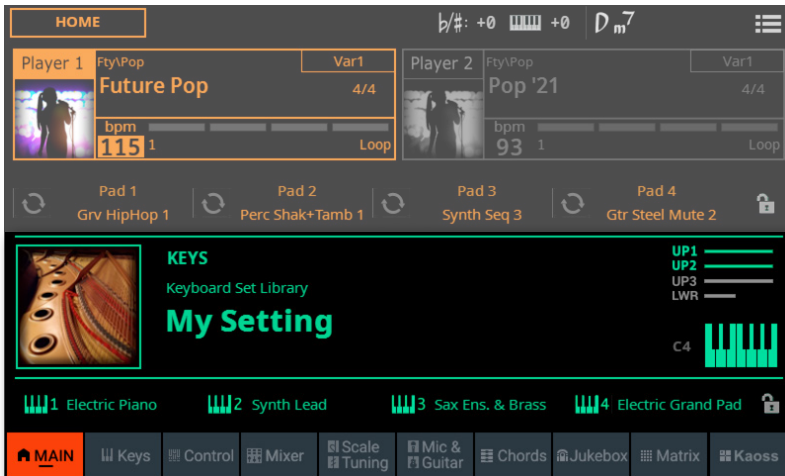 HOME
♭/#: +0 +0 D m7
Player 1 Fty\Pop Var1
Future Pop 4/4
bpm
115 1 Loop
Player 2 Fty\Pop Var1
Pop '21 4/4
bpm
93 1 Loop
Pad 1
Grv HipHop 1
Pad 2
Perc Shak+Tamb 1
Pad 3
Synth Seq 3
Pad 4
Gtr Steel Mute 2
KEYS
Keyboard Set Library
My Setting
UP1
UP2
UP3
LWR
C4
1 Electric Piano
2 Synth Lead
3 Sax Ens. & Brass
4 Electric Grand Pad
MAIN
Keys
Control
Mixer
Scale
Tuning
Mic &
Guitar
Chords
Jukebox
Matrix
Kaoss